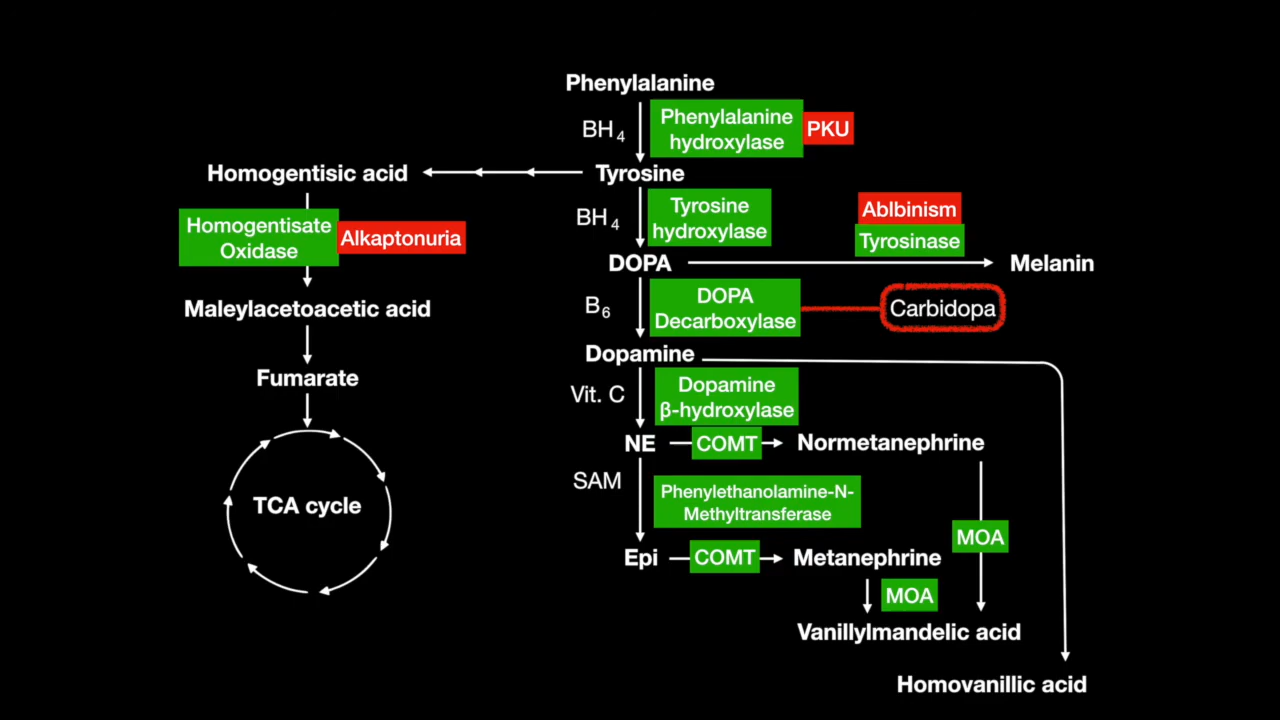 Phenylalanine
BH4
Phenylalanine
hydroxylase
PKU
Homogentisic acid
Tyrosine
BH4
Tyrosine
hydroxylase
Ablbinism
Tyrosinase
Homogentisate
Oxidase
Alkaptonuria
DOPA
Melanin
B6
DOPA
Decarboxylase
Carbidopa
Maleylacetoacetic acid
Dopamine
Fumarate
Vit. C
Dopamine
β-hydroxylase
NE
COMT
Normetanephrine
SAM
Phenylethanolamine-N-
Methyltransferase
TCA cycle
MOA
Epi
COMT
Metanephrine
MOA
Vanillylmandelic acid
Homovanillic acid